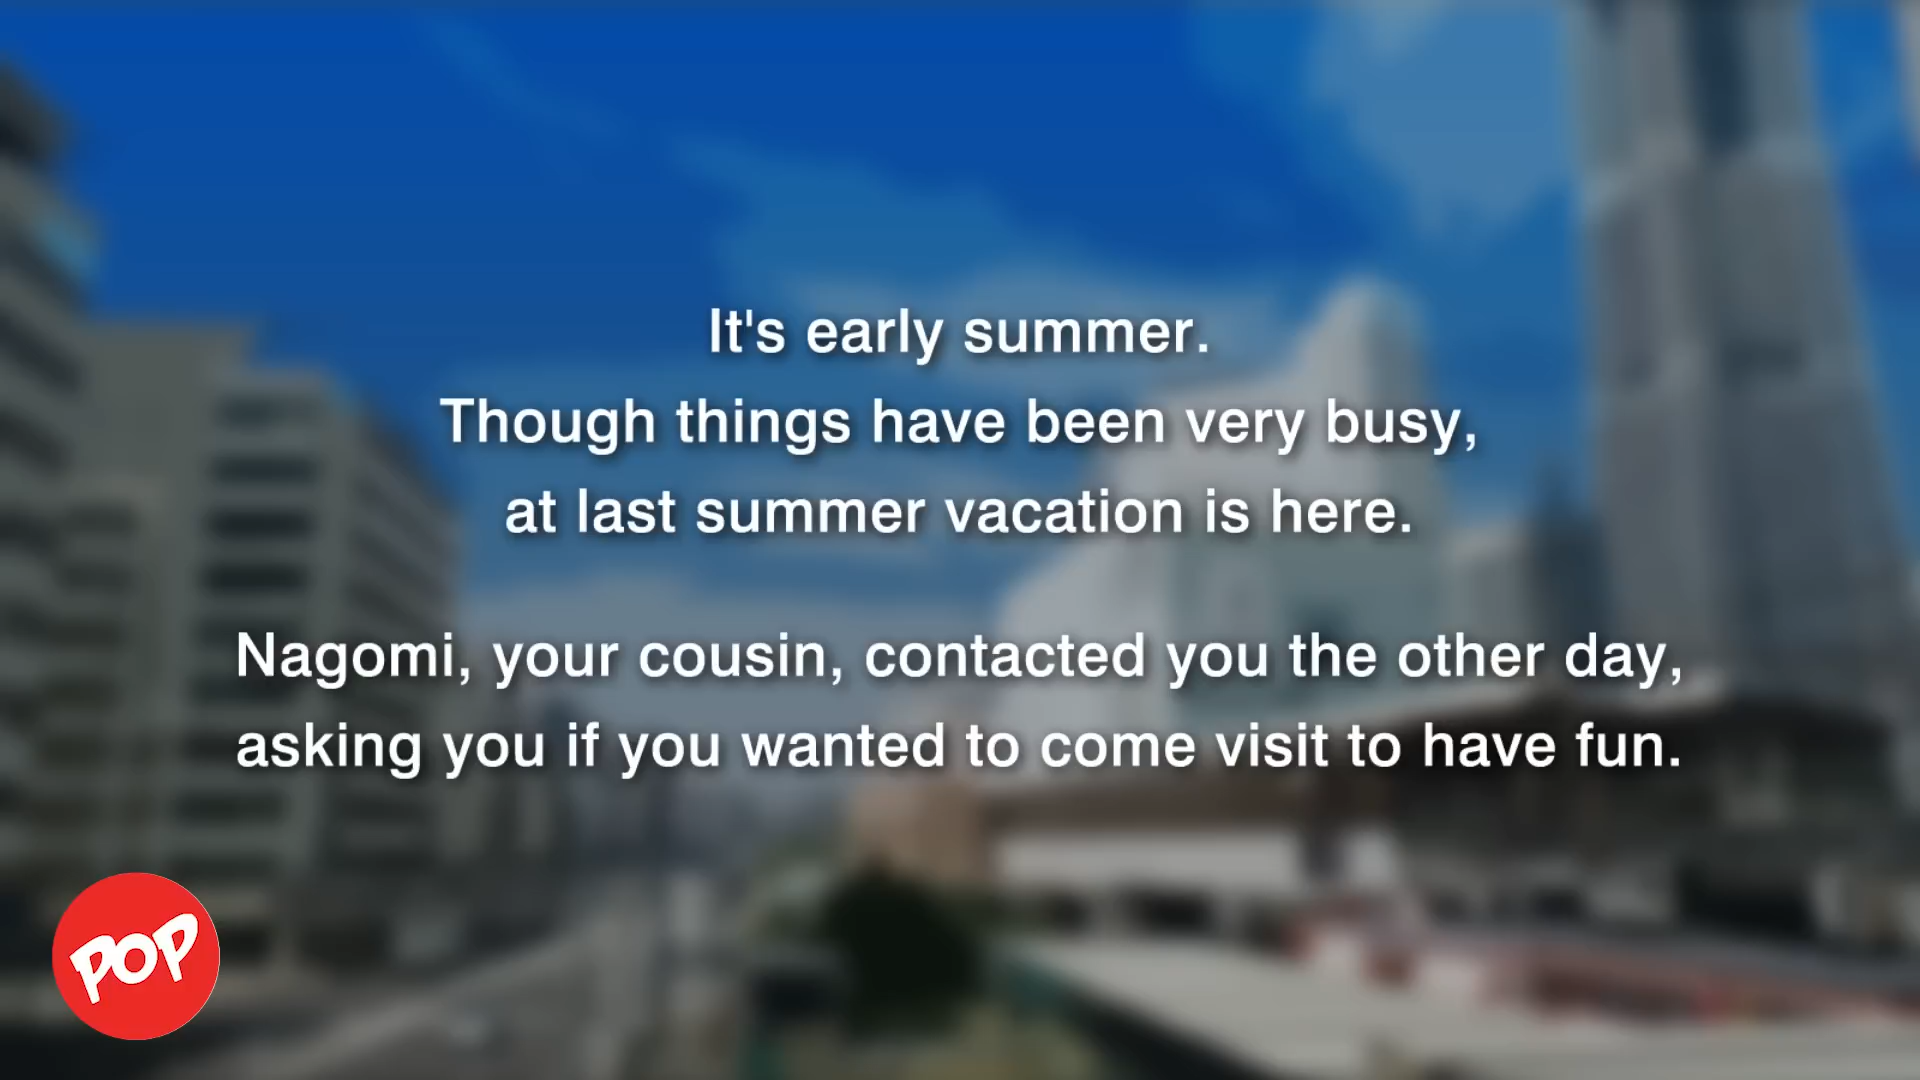 It's early summer.
Though things have been very busy,
at last summer vacation is here.
Nagomi, your cousin, contacted you the other day,
asking you if you wanted to come visit to have fun.
POP